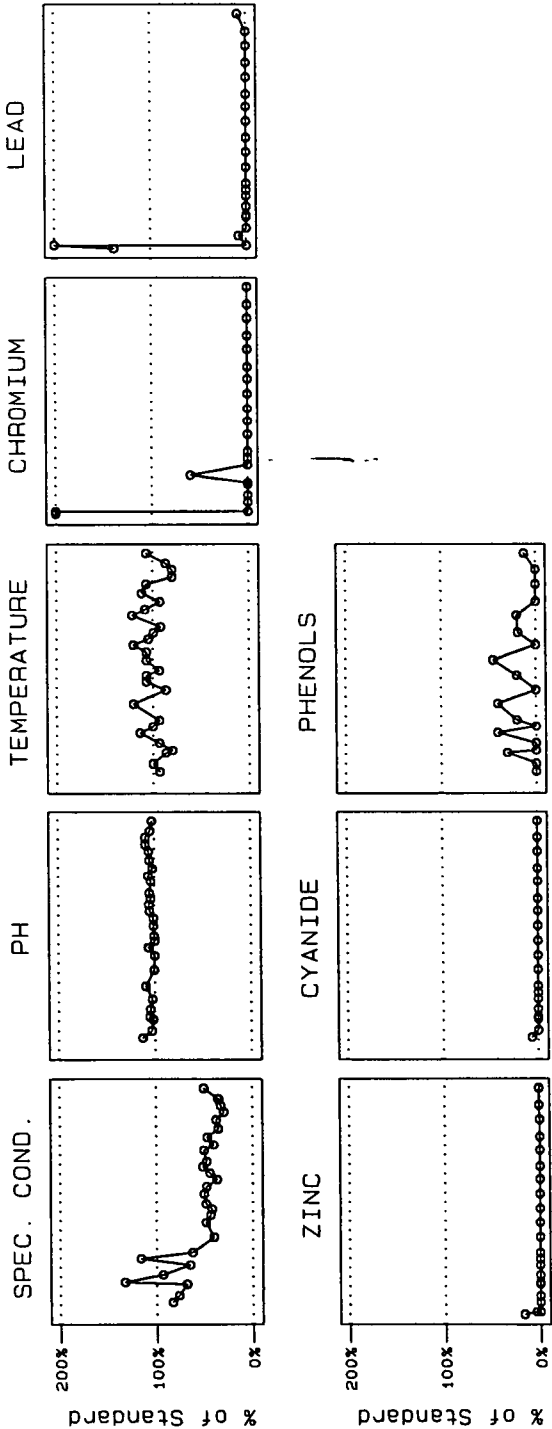 SPEC. COND.
PH
TEMPERATURE
CHROMIUM
LEAD
% of Standard
200%
100%
0%
ZINC
CYANIDE
PHENOLS
% of Standard
200%
100%
0%